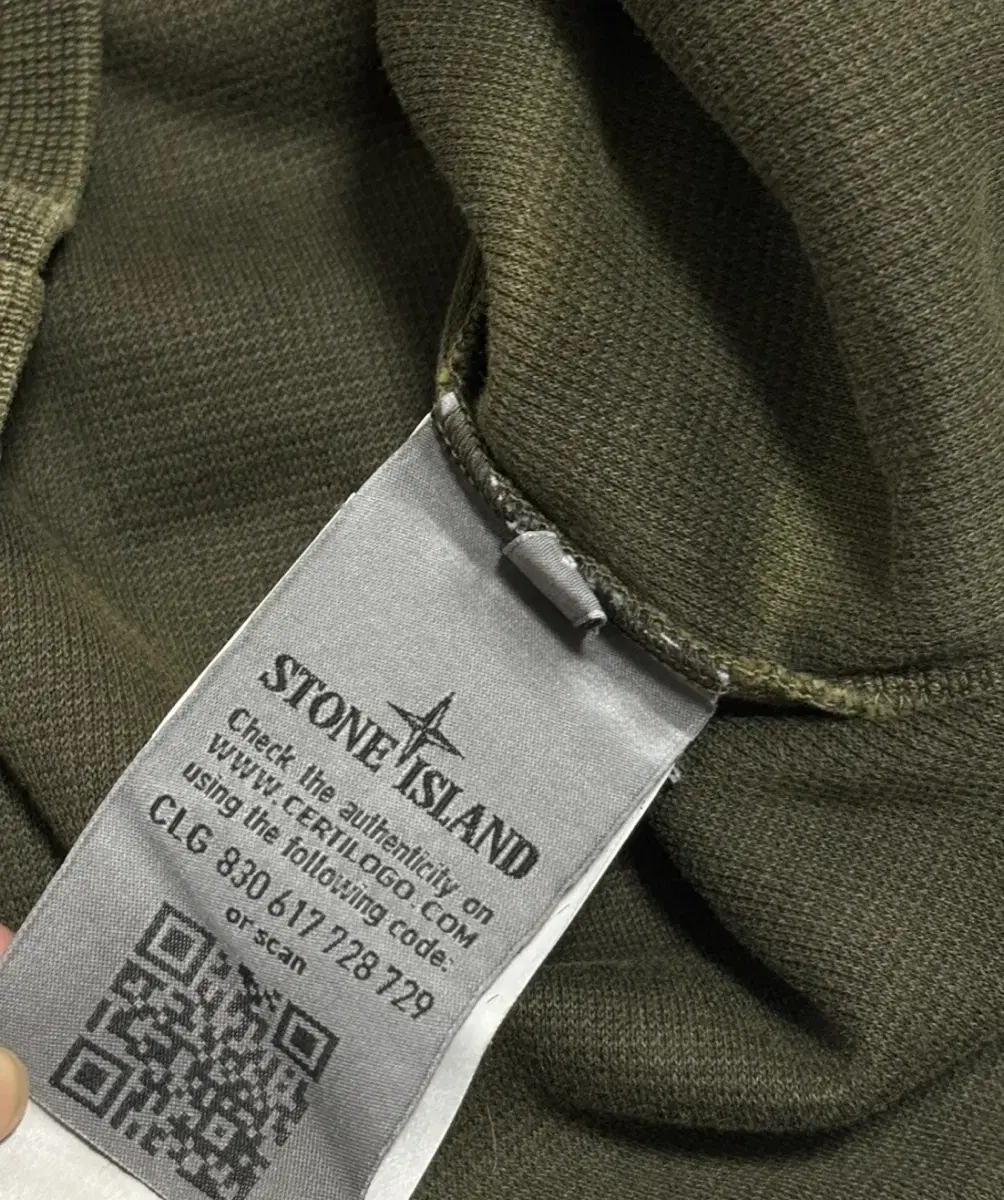 STONE ISLAND
Check the authenticity on
WWW.CERTILOGO.COM
using the following code:
CLG 830 617 728 729
or scan